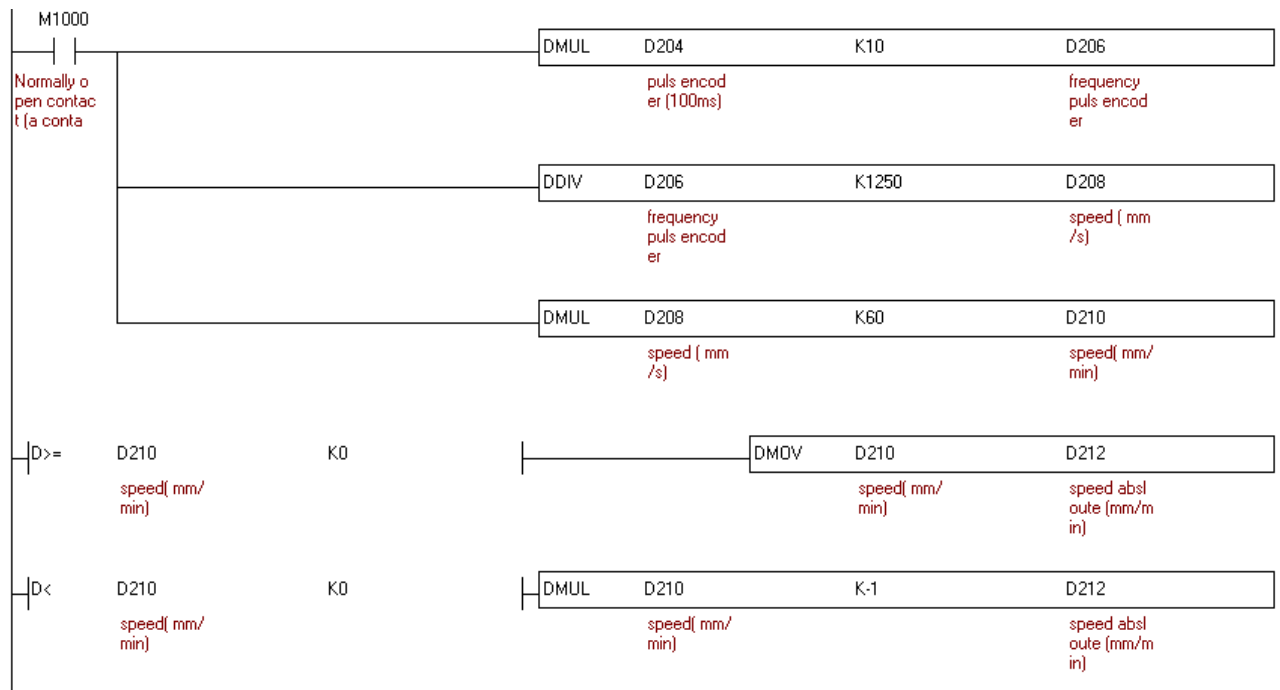 M1000
DMUL D204 K10 D206
Normally o
pen contac
t (a conta
puls encod
er (100ms)
frequency
puls encod
er
DDIV D206 K1250 D208
frequency
puls encod
er
speed ( mm
/s)
DMUL D208 K60 D210
speed ( mm
/s)
speed( mm/
min)
D>= D210 K0 DMOV D210 D212
speed( mm/
min)
speed( mm/
min)
speed absl
oute (mm/m
in)
D< D210 K0 DMUL D210 K-1 D212
speed( mm/
min)
speed( mm/
min)
speed absl
oute (mm/m
in)